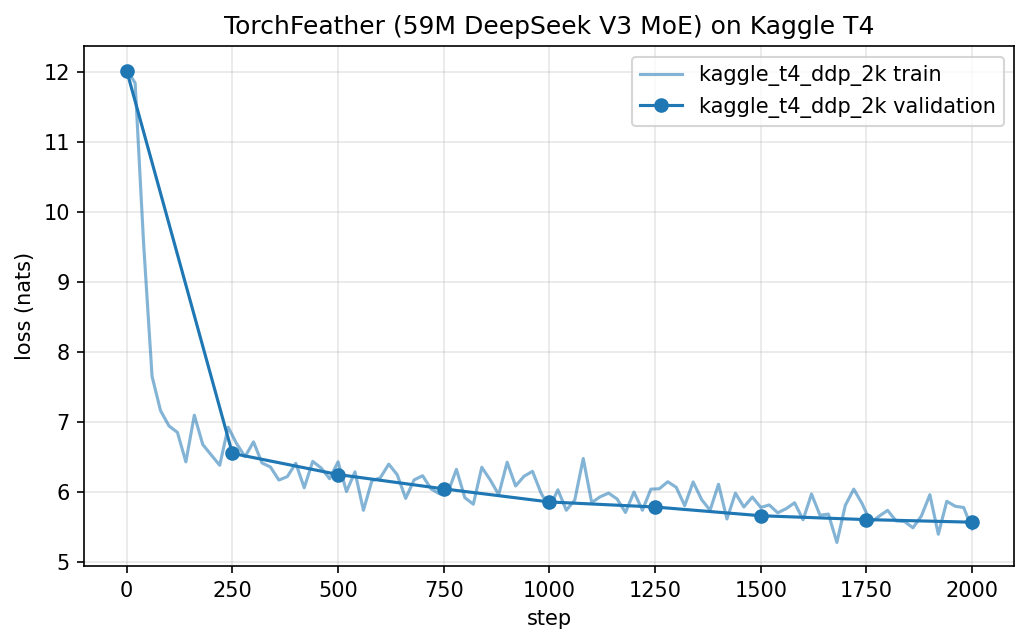 TorchFeather (59M DeepSeek V3 MoE) on Kaggle T4
kaggle_t4_ddp_2k train
kaggle_t4_ddp_2k validation
12
11
10
9
8
7
6
5
loss (nats)
0 250 500 750 1000 1250 1500 1750 2000
step